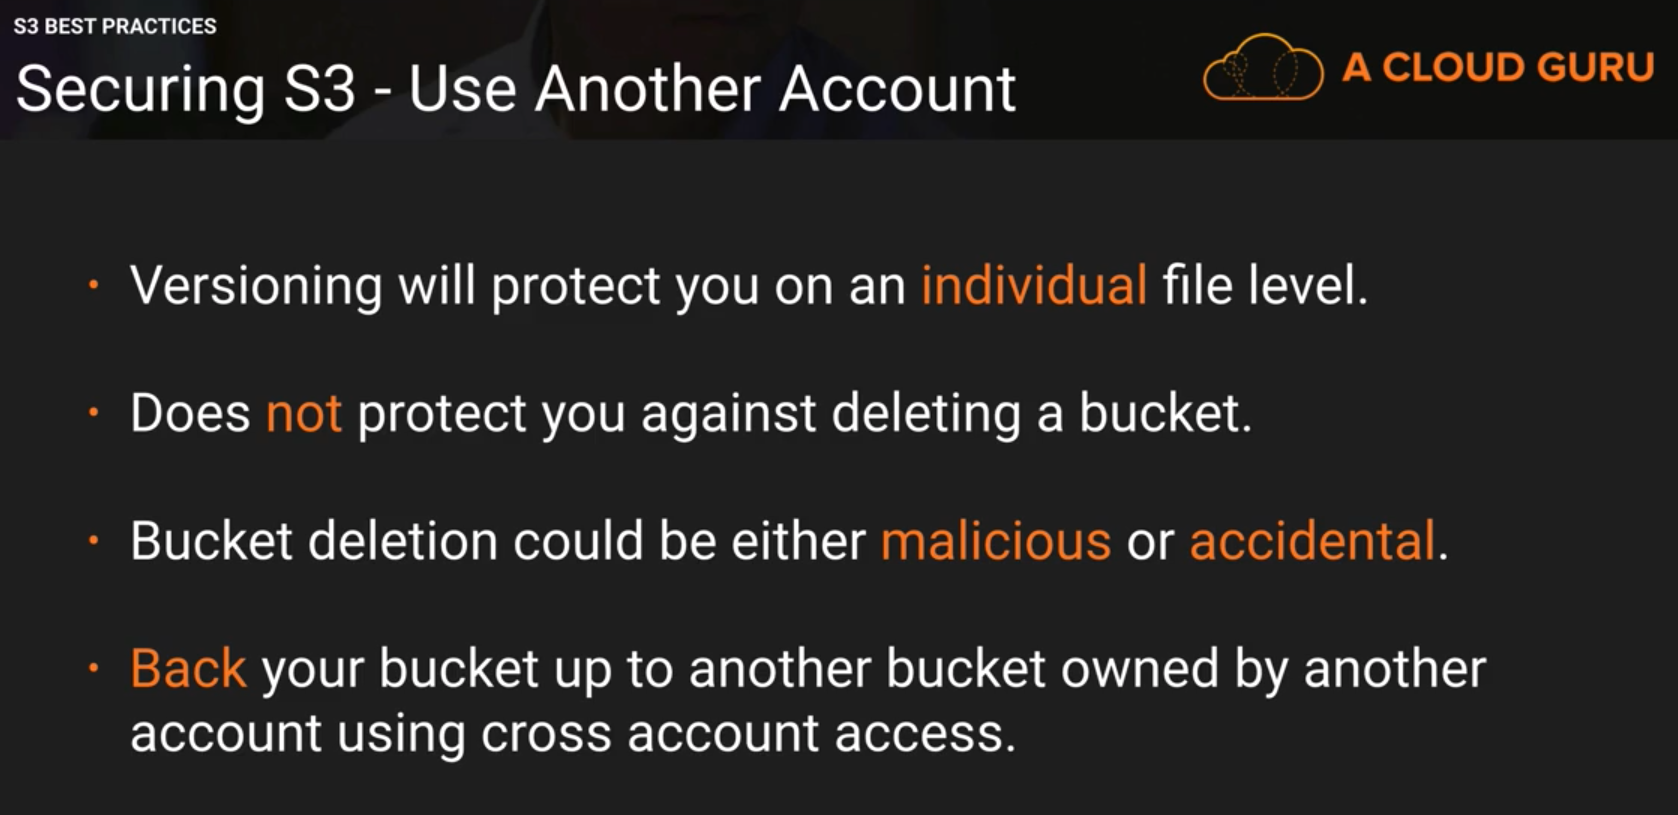 S3 BEST PRACTICES
Securing S3 - Use Another Account
A CLOUD GURU
• Versioning will protect you on an individual file level.
• Does not protect you against deleting a bucket.
• Bucket deletion could be either malicious or accidental.
• Back your bucket up to another bucket owned by another
account using cross account access.